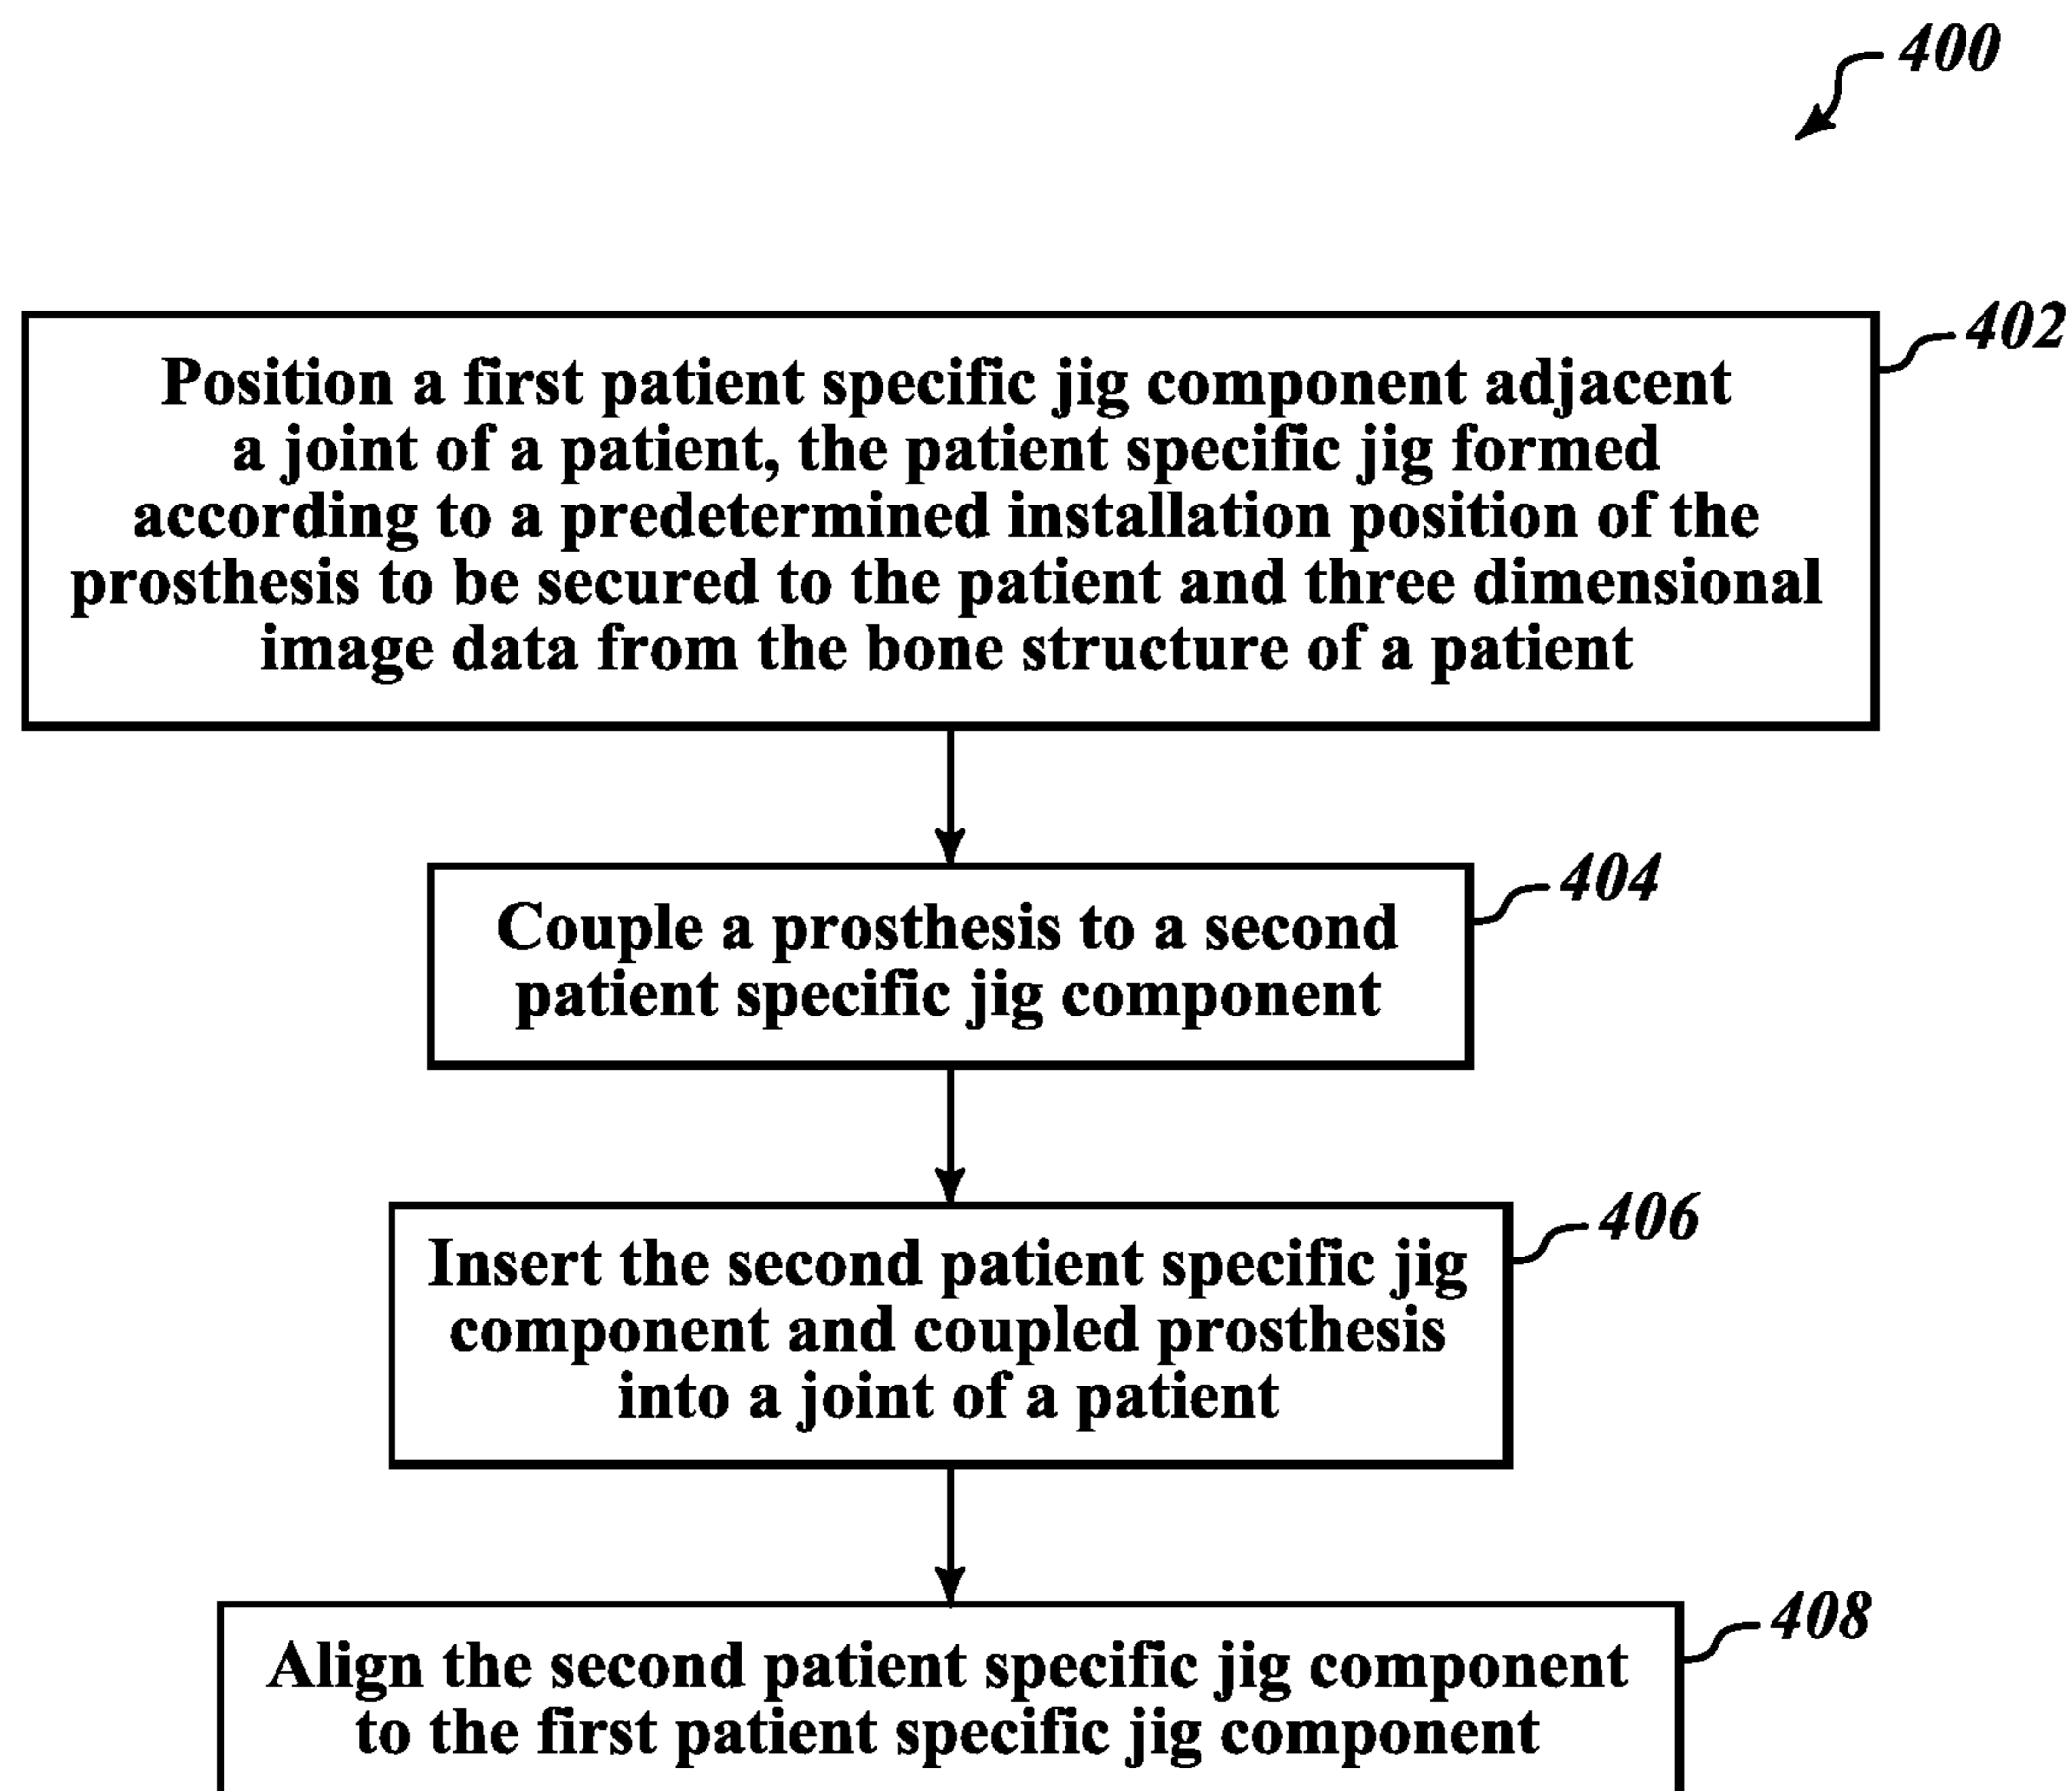 400
402
Position a first patient specific jig component adjacent
a joint of a patient, the patient specific jig formed
according to a predetermined installation position of the
prosthesis to be secured to the patient and three dimensional
image data from the bone structure of a patient
404
Couple a prosthesis to a second
patient specific jig component
406
Insert the second patient specific jig
component and coupled prosthesis
into a joint of a patient
408
Align the second patient specific jig component
to the first patient specific jig component